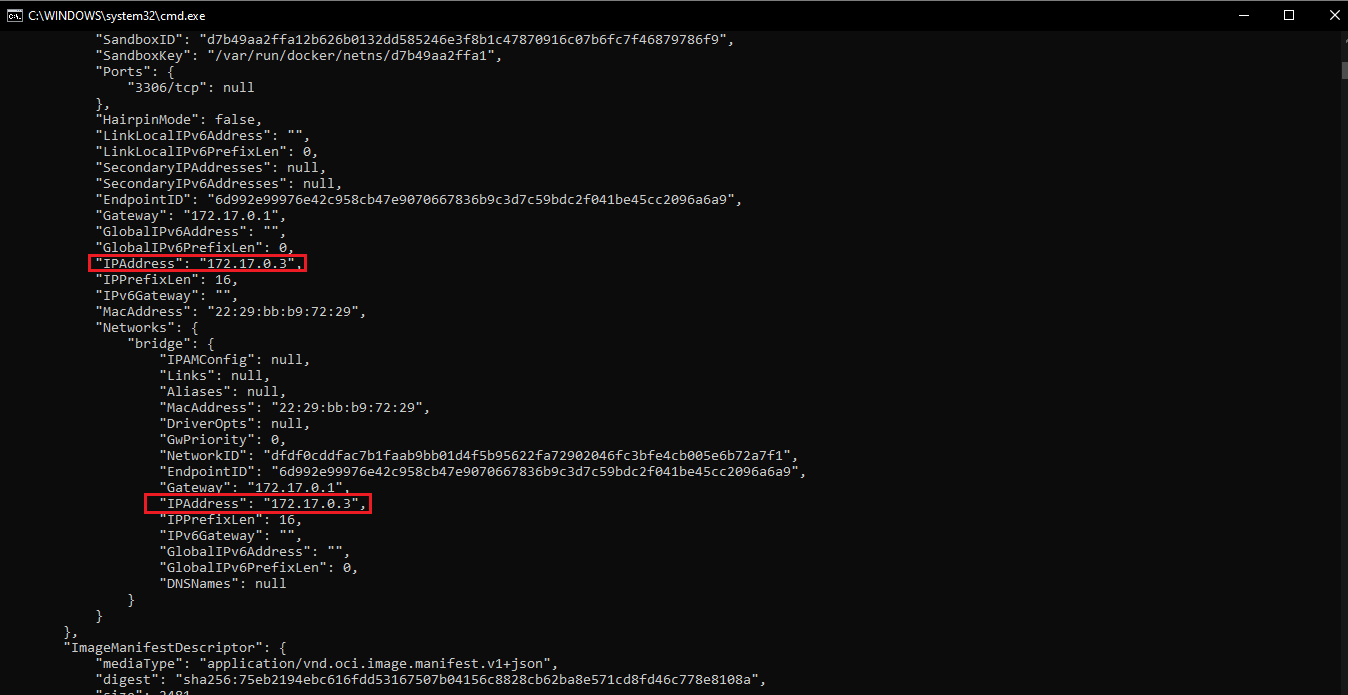 C:\WINDOWS\system32\cmd.exe
"SandboxID": "d7b49aa2ffa12b626b0132dd585246e3f8b1c47870916c07b6fc7f46879786f9",
"SandboxKey": "/var/run/docker/netns/d7b49aa2ffa1",
"Ports": {
"3306/tcp": null
},
"HairpinMode": false,
"LinkLocalIPv6Address": "",
"LinkLocalIPv6PrefixLen": 0,
"SecondaryIPAddresses": null,
"SecondaryIPv6Addresses": null,
"EndpointID": "6d992e99976e42c958cb47e9070667836b9c3d7c59bdc2f041be45cc2096a6a9",
"Gateway": "172.17.0.1",
"GlobalIPv6Address": "",
"GlobalIPv6PrefixLen": 0,
"IPAddress": "172.17.0.3",
"IPPrefixLen": 16,
"IPv6Gateway": "",
"MacAddress": "22:29:bb:b9:72:29",
"Networks": {
"bridge": {
"IPAMConfig": null,
"Links": null,
"Aliases": null,
"MacAddress": "22:29:bb:b9:72:29",
"DriverOpts": null,
"GwPriority": 0,
"NetworkID": "dfdf0cddfac7b1faab9bb01d4f5b95622fa72902046fc3bfe4cb005e6b72a7f1",
"EndpointID": "6d992e99976e42c958cb47e9070667836b9c3d7c59bdc2f041be45cc2096a6a9",
"Gateway": "172.17.0.1",
"IPAddress": "172.17.0.3",
"IPPrefixLen": 16,
"IPv6Gateway": "",
"GlobalIPv6Address": "",
"GlobalIPv6PrefixLen": 0,
"DNSNames": null
}
}
},
"ImageManifestDescriptor": {
"mediaType": "application/vnd.oci.image.manifest.v1+json",
"digest": "sha256:75eb2194ebc616fdd53167507b04156c8828cb62ba8e571cd8fd46c778e8108a",
"size": 2481,